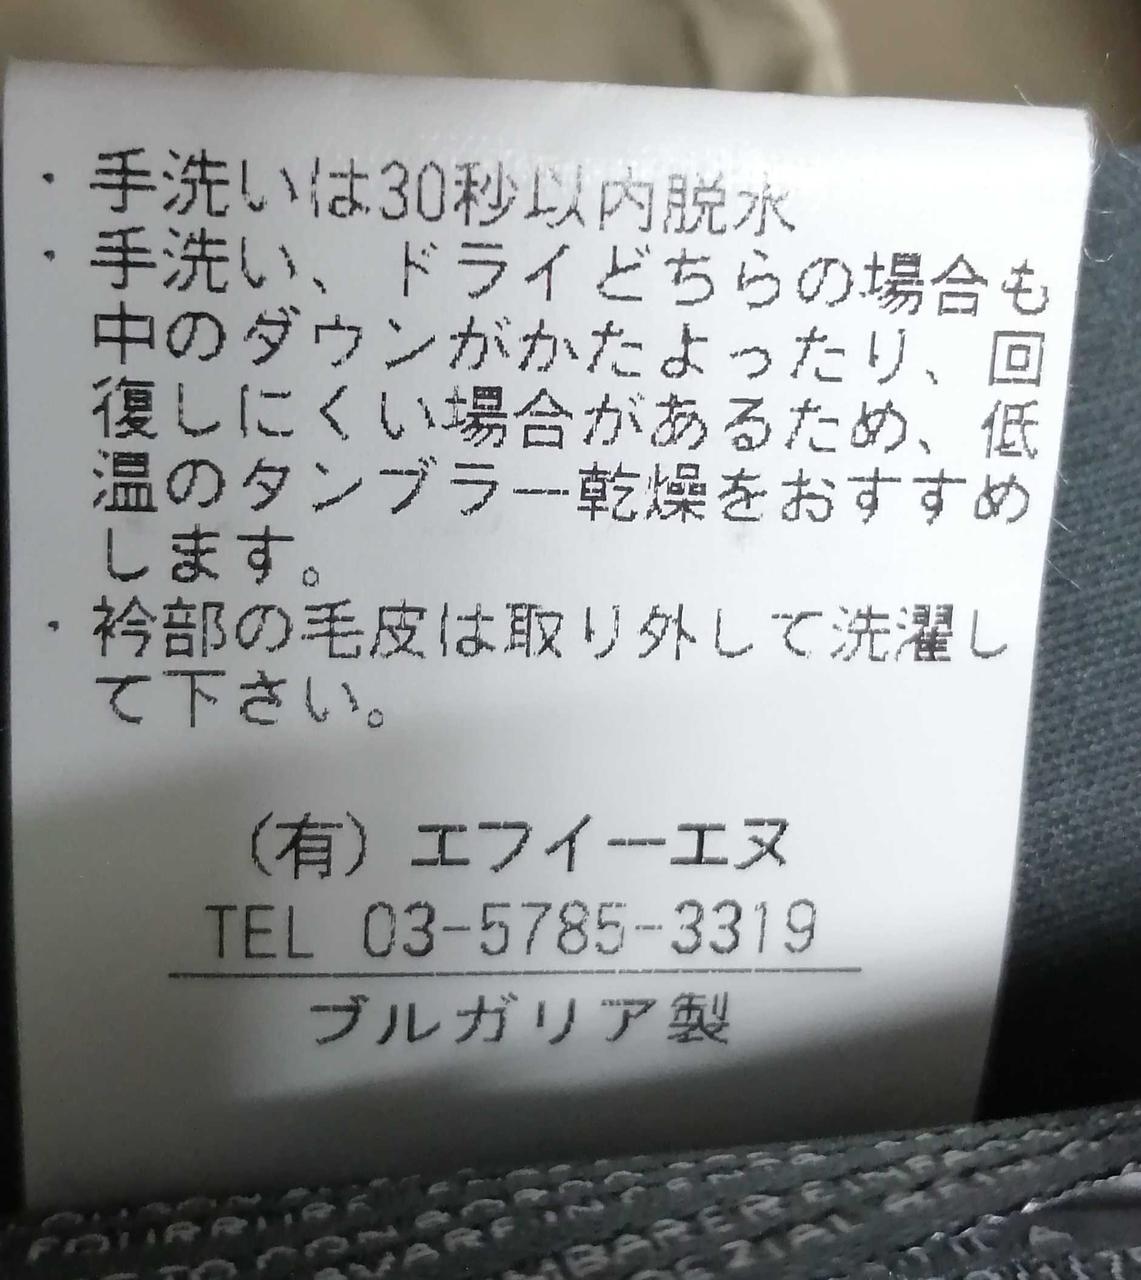 ・手洗いは30秒以内脱水
・手洗い、ドライどちらの場合も
中のダウンがかたよったり、回
復しにくい場合があるため、低
温のタンブラー乾燥をおすすめ
します。
・衿部の毛皮は取り外して洗濯し
て下さい。
(有) エフイーエヌ
TEL 03-5785-3319
ブルガリア製
FOURRURE